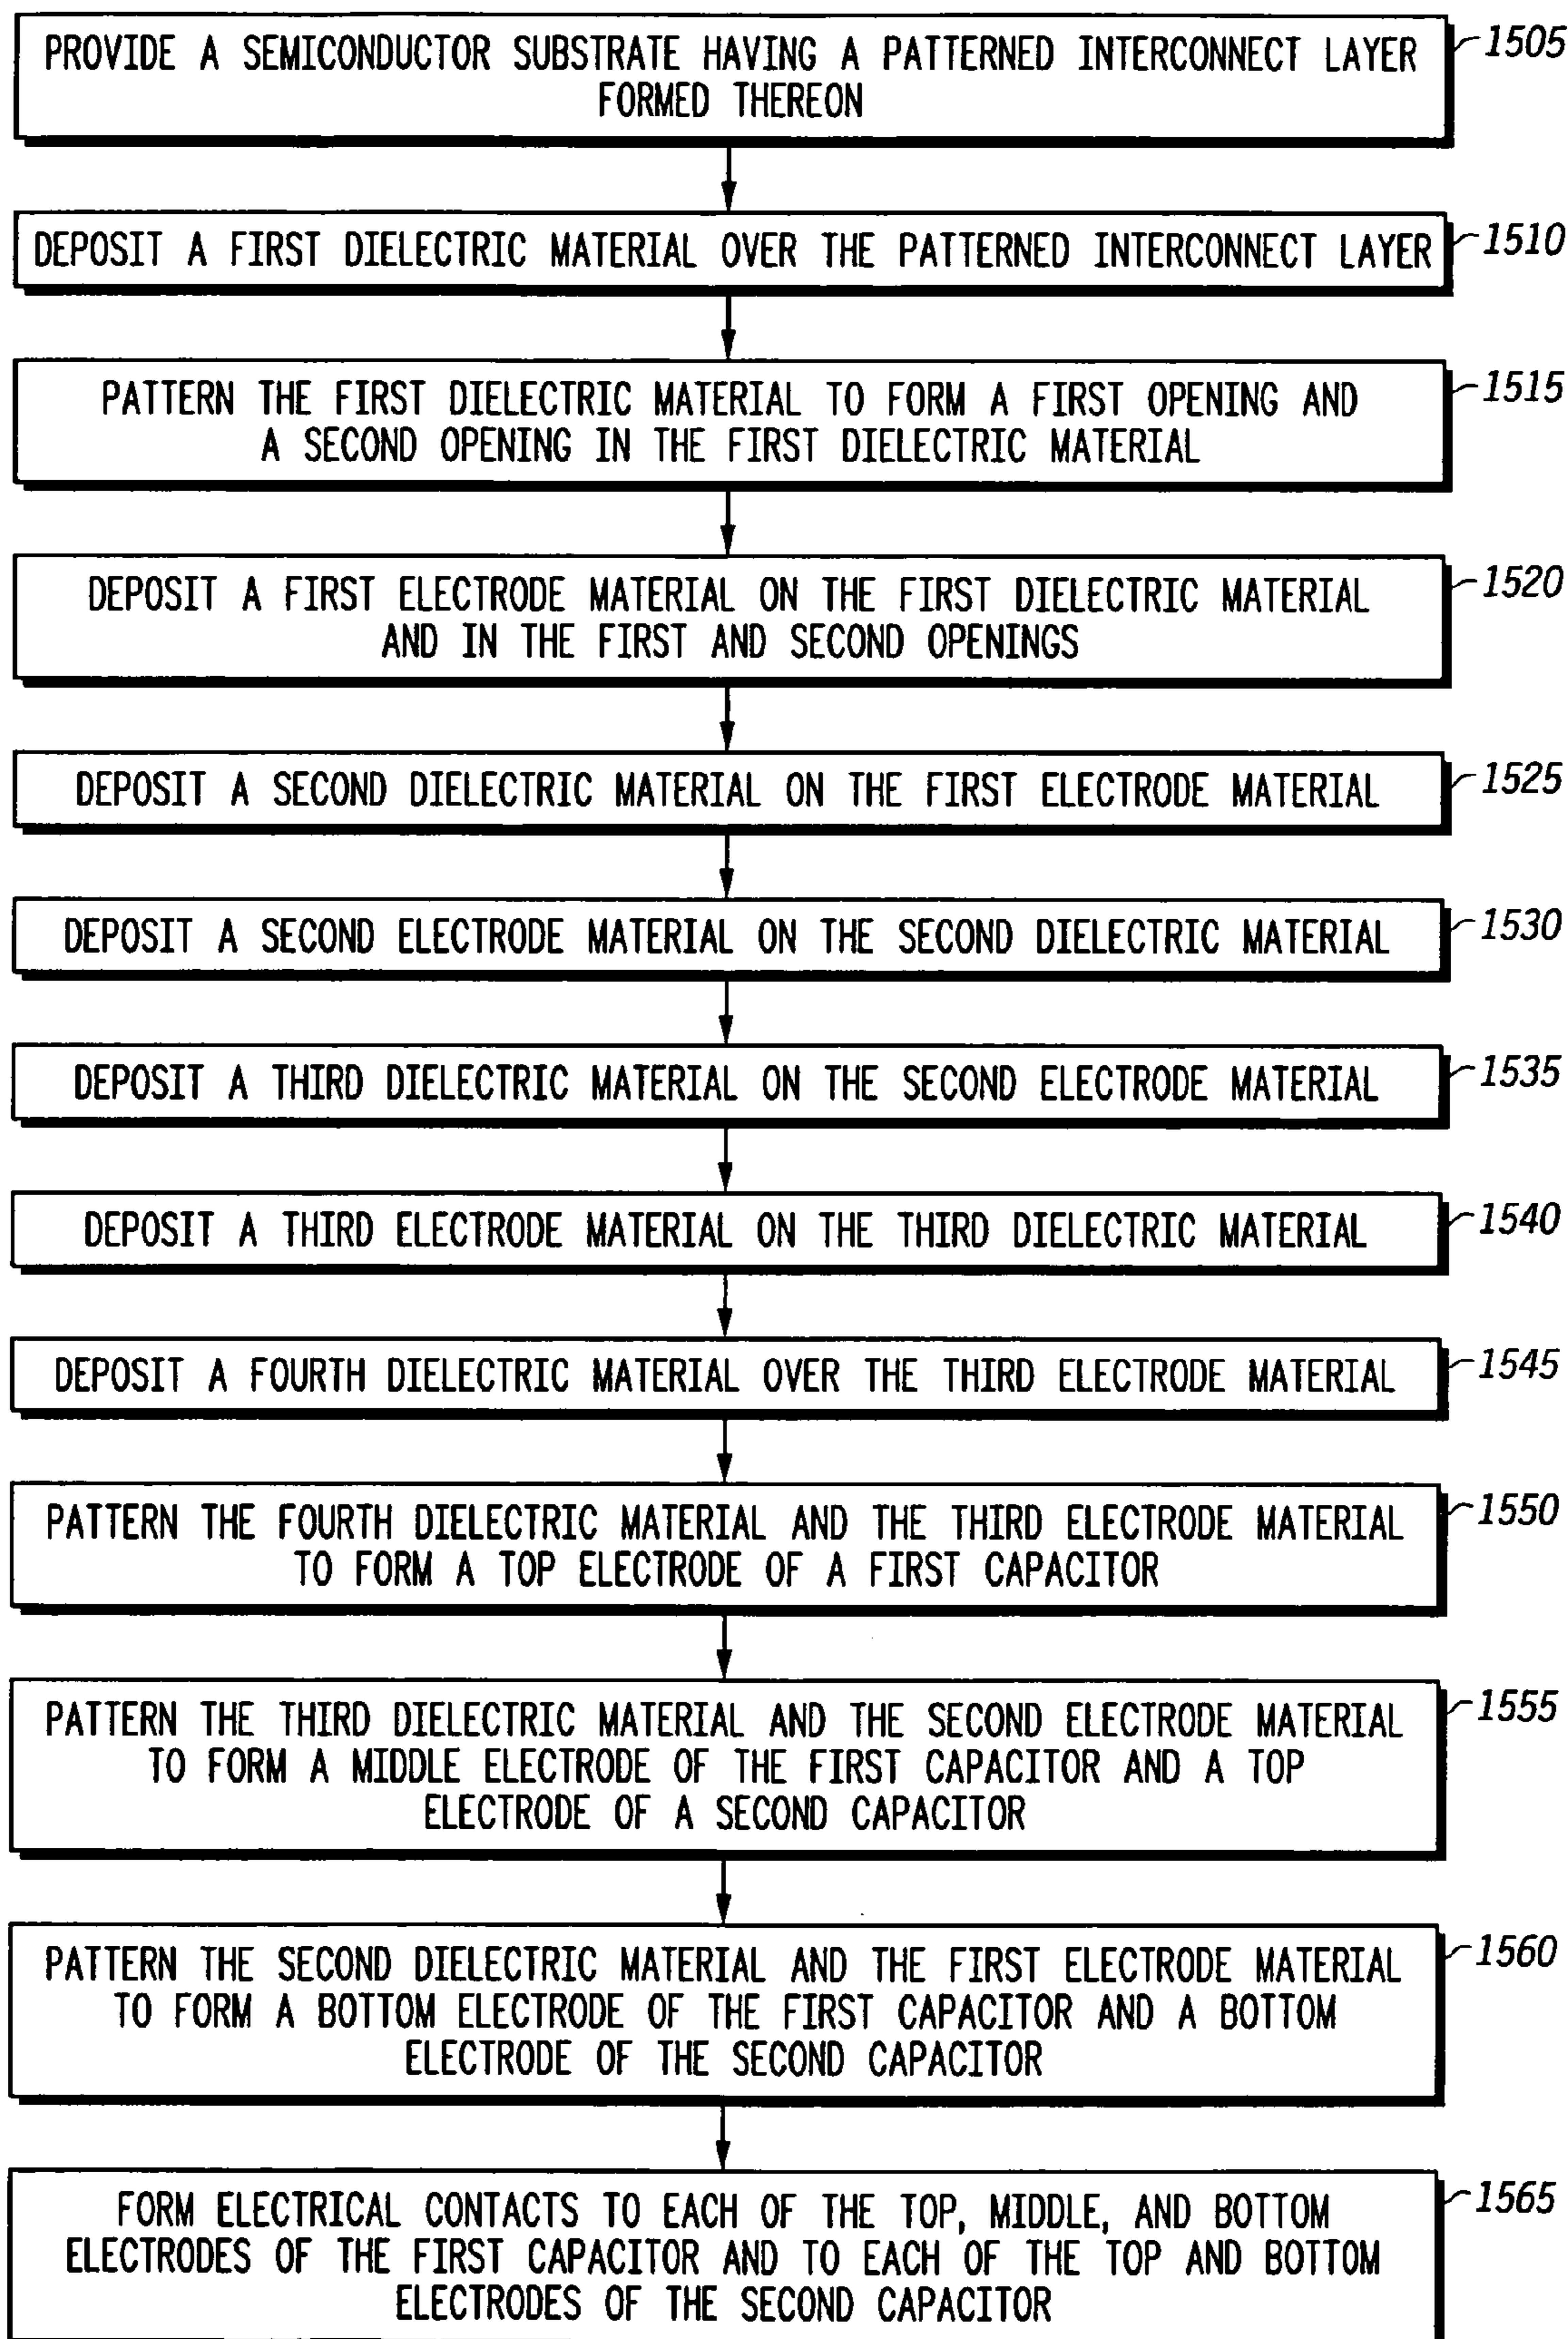 PROVIDE A SEMICONDUCTOR SUBSTRATE HAVING A PATTERNED INTERCONNECT LAYER
FORMED THEREON
1505
DEPOSIT A FIRST DIELECTRIC MATERIAL OVER THE PATTERNED INTERCONNECT LAYER
1510
PATTERN THE FIRST DIELECTRIC MATERIAL TO FORM A FIRST OPENING AND
A SECOND OPENING IN THE FIRST DIELECTRIC MATERIAL
1515
DEPOSIT A FIRST ELECTRODE MATERIAL ON THE FIRST DIELECTRIC MATERIAL
AND IN THE FIRST AND SECOND OPENINGS
1520
DEPOSIT A SECOND DIELECTRIC MATERIAL ON THE FIRST ELECTRODE MATERIAL
1525
DEPOSIT A SECOND ELECTRODE MATERIAL ON THE SECOND DIELECTRIC MATERIAL
1530
DEPOSIT A THIRD DIELECTRIC MATERIAL ON THE SECOND ELECTRODE MATERIAL
1535
DEPOSIT A THIRD ELECTRODE MATERIAL ON THE THIRD DIELECTRIC MATERIAL
1540
DEPOSIT A FOURTH DIELECTRIC MATERIAL OVER THE THIRD ELECTRODE MATERIAL
1545
PATTERN THE FOURTH DIELECTRIC MATERIAL AND THE THIRD ELECTRODE MATERIAL
TO FORM A TOP ELECTRODE OF A FIRST CAPACITOR
1550
PATTERN THE THIRD DIELECTRIC MATERIAL AND THE SECOND ELECTRODE MATERIAL
TO FORM A MIDDLE ELECTRODE OF THE FIRST CAPACITOR AND A TOP
ELECTRODE OF A SECOND CAPACITOR
1555
PATTERN THE SECOND DIELECTRIC MATERIAL AND THE FIRST ELECTRODE MATERIAL
TO FORM A BOTTOM ELECTRODE OF THE FIRST CAPACITOR AND A BOTTOM
ELECTRODE OF THE SECOND CAPACITOR
1560
FORM ELECTRICAL CONTACTS TO EACH OF THE TOP, MIDDLE, AND BOTTOM
ELECTRODES OF THE FIRST CAPACITOR AND TO EACH OF THE TOP AND BOTTOM
ELECTRODES OF THE SECOND CAPACITOR
1565